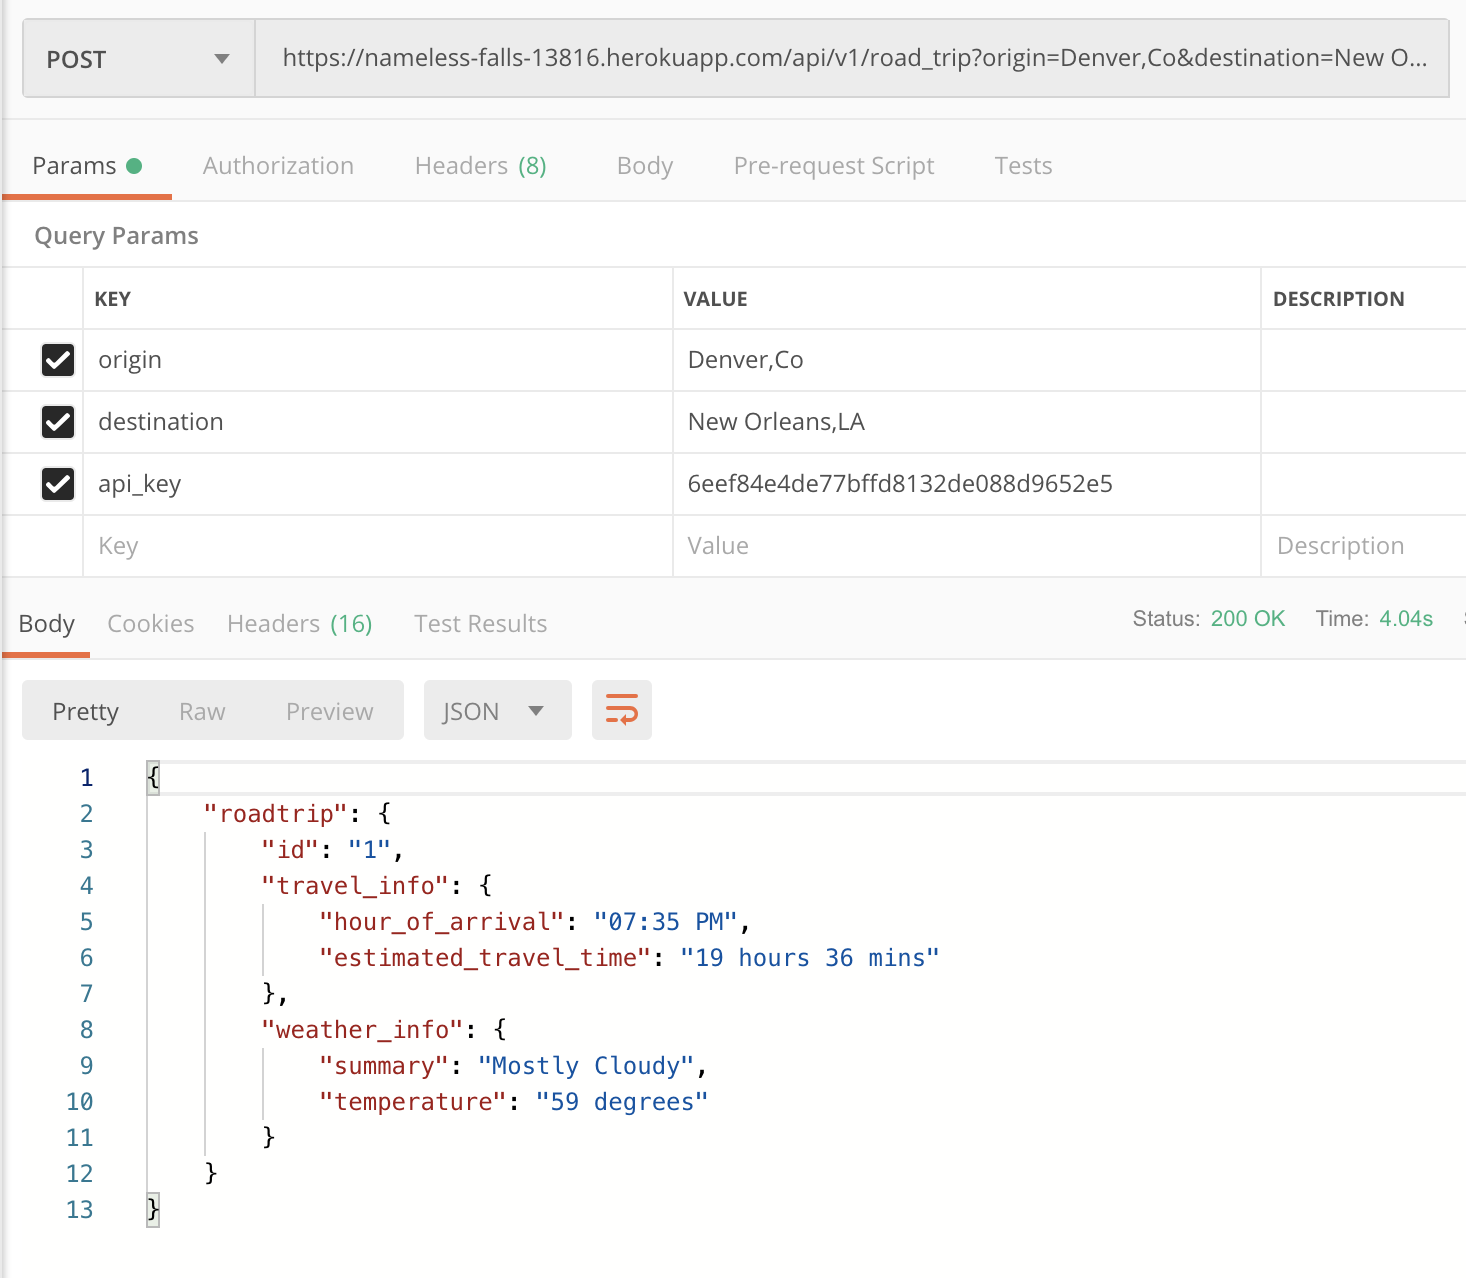 POST https://nameless-falls-13816.herokuapp.com/api/v1/road_trip?origin=Denver,Co&destination=New O...
Params Authorization Headers (8) Body Pre-request Script Tests
Query Params
KEY VALUE DESCRIPTION
origin Denver,Co
destination New Orleans,LA
api_key 6eef84e4de77bffd8132de088d9652e5
Key Value Description
Body Cookies Headers (16) Test Results Status: 200 OK Time: 4.04s
Pretty Raw Preview JSON
1 {
2 "roadtrip": {
3 "id": "1",
4 "travel_info": {
5 "hour_of_arrival": "07:35 PM",
6 "estimated_travel_time": "19 hours 36 mins"
7 },
8 "weather_info": {
9 "summary": "Mostly Cloudy",
10 "temperature": "59 degrees"
11 }
12 }
13 }